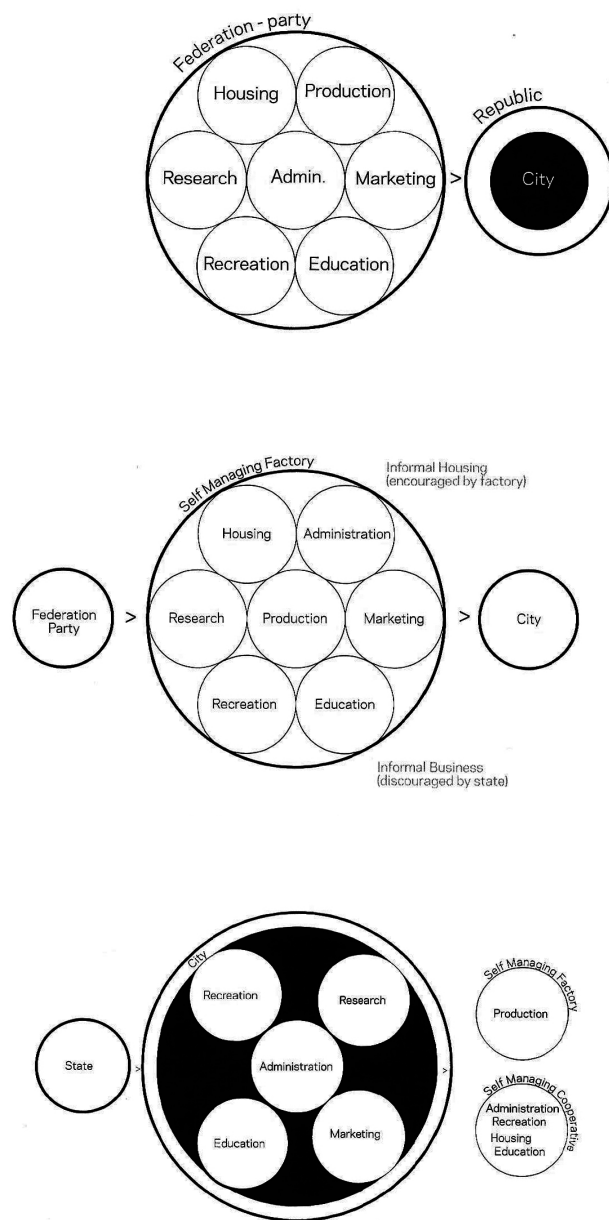 Federation - party
Housing
Production
Republic
Research
Admin.
Marketing
>
City
Recreation
Education
Self Managing Factory
Informal Housing
(encouraged by factory)
Housing
Administration
Federation
Party
>
Research
Production
Marketing
>
City
Recreation
Education
Informal Business
(discouraged by state)
City
Recreation
Research
Self Managing Factory
Production
State
>
Administration
>
Education
Marketing
Self Managing Cooperative
Administration
Recreation
Housing
Education